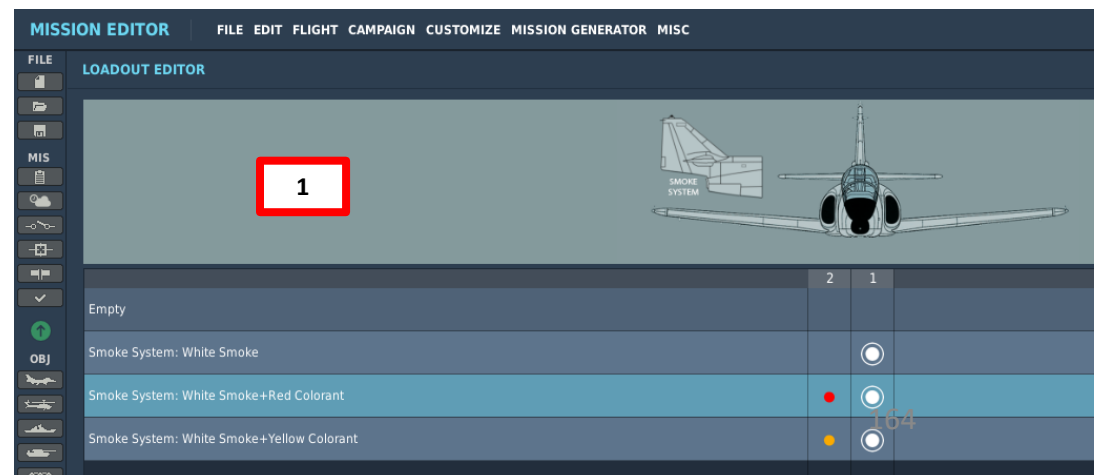 MISSION EDITOR FILE EDIT FLIGHT CAMPAIGN CUSTOMIZE MISSION GENERATOR MISC
FILE
LOADOUT EDITOR
MIS
1
SMOKE
SYSTEM
2 1
Empty
OBJ
Smoke System: White Smoke
Smoke System: White Smoke+Red Colorant
164
Smoke System: White Smoke+Yellow Colorant